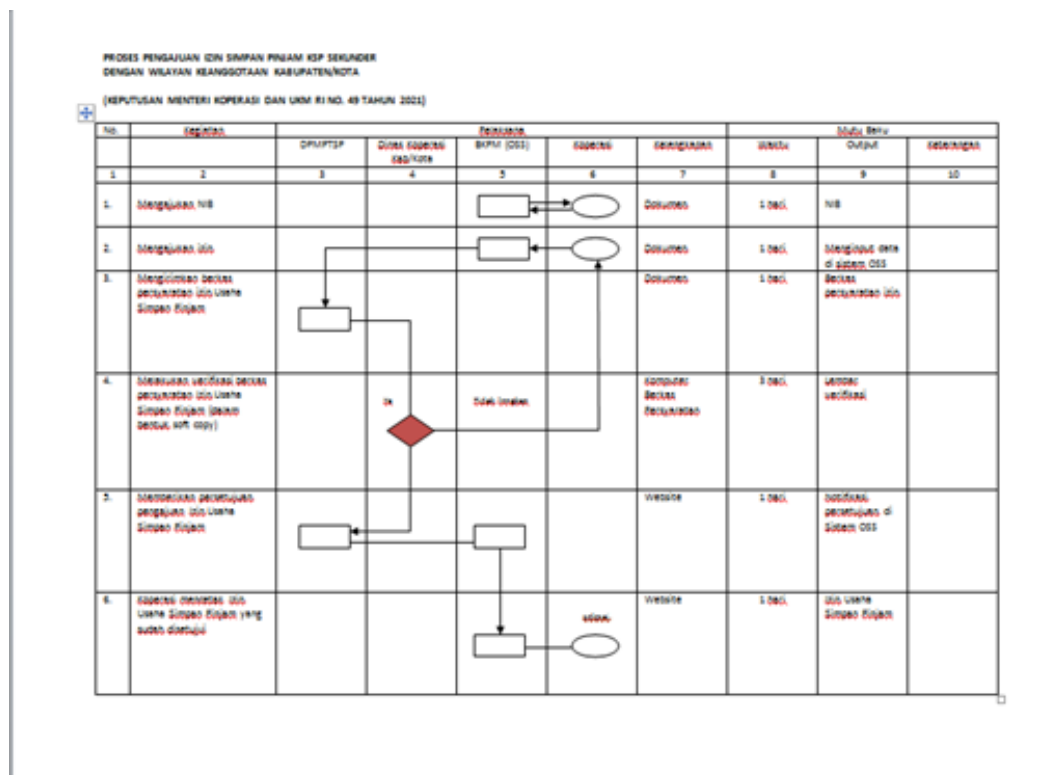 PROSES PENGAJUAN IZIN SIMPAN PINJAM KSP SEKUNDER
DENGAN WILAYAN KEANGGOTAAN KABUPATEN/KOTA
(KEPUTUSAN MENTERI KOPERASI DAN UKM RI NO. 49 TAHUN 2021)
No. Kegiatan Pelaksana Mutu Baku
DPMPTSP Dinas Koperasi BKPM (OSS) Koperasi Kelengkapan Waktu Output Keterangan
Kab/Kota
1 2 3 4 5 6 7 8 9 10
1. Mengajukan NIB Dokumen 1 hari NIB
2. Mengajukan izin Dokumen 1 hari Menginput data
di sistem OSS
3. Mengirimkan berkas Dokumen 1 hari Berkas
persyaratan izin Usaha persyaratan izin
Simpan Pinjam
4. Melakukan verifikasi berkas Komputer 3 hari Lembar
persyaratan izin Usaha Ya Tidak lengkap Berkas verifikasi
Simpan Pinjam (dalam Persyaratan
bentuk soft copy)
5. Memberikan persetujuan Website 1 hari Notifikasi
pengajuan izin Usaha persetujuan di
Simpan Pinjam Sistem OSS
6. Koperasi mencetak izin Website 1 hari Izin Usaha
Usaha Simpan Pinjam yang Simpan Pinjam
sudah disetujui